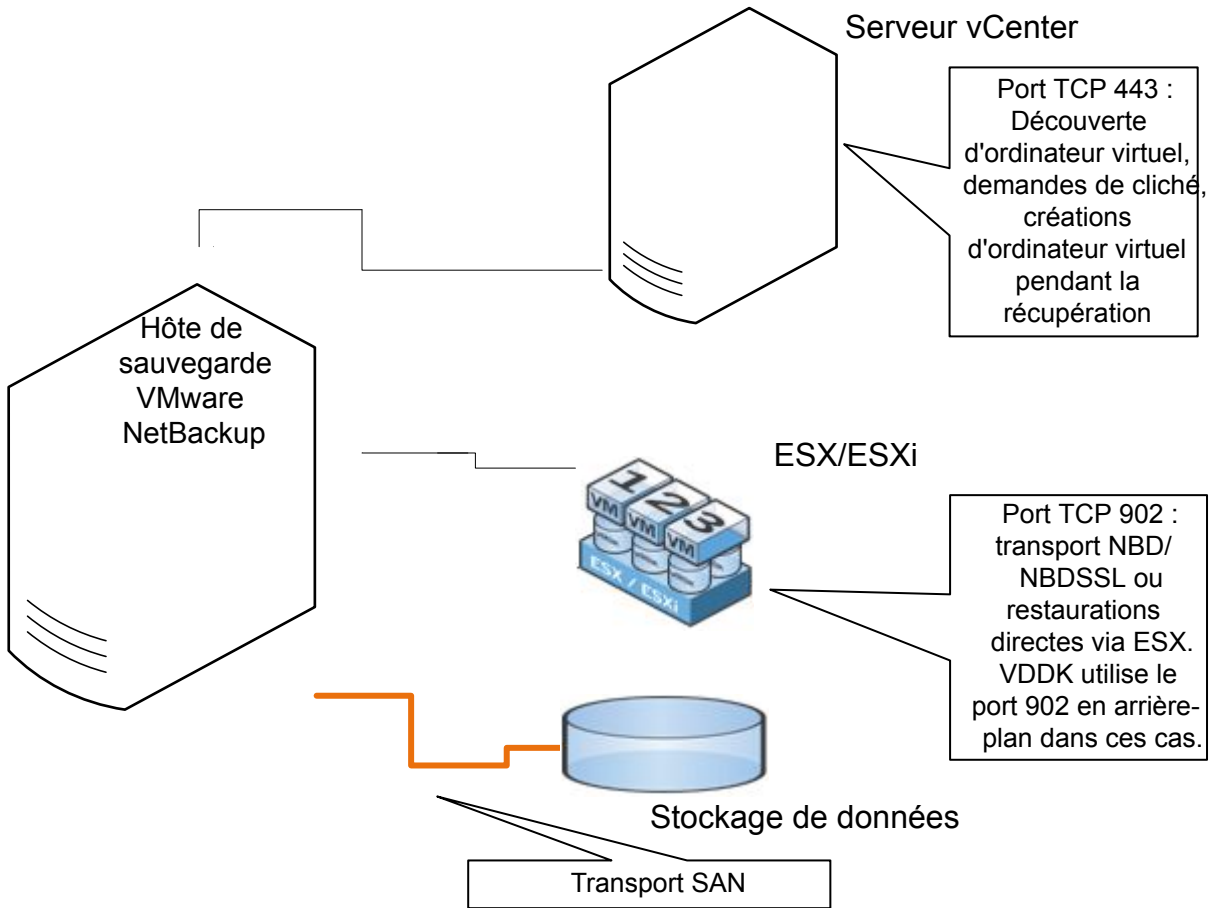 Serveur vCenter
Port TCP 443 :
Découverte
d'ordinateur virtuel,
demandes de cliché,
créations
d'ordinateur virtuel
pendant la
récupération
Hôte de
sauvegarde
VMware
NetBackup
ESX/ESXi
1 2 3
VM VM VM
ESX / ESXi
Port TCP 902 :
transport NBD/
NBDSSL ou
restaurations
directes via ESX.
VDDK utilise le
port 902 en arrière-
plan dans ces cas.
Stockage de données
Transport SAN